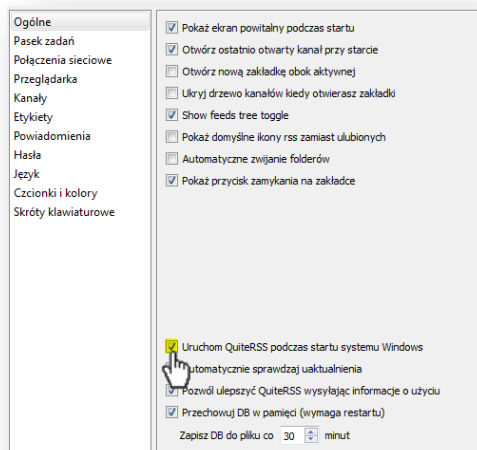 Ogólne
Pasek zadań
Połączenia sieciowe
Przeglądarka
Kanały
Etykiety
Powiadomienia
Hasła
Język
Czcionki i kolory
Skróty klawiaturowe
Pokaż ekran powitalny podczas startu
Otwórz ostatnio otwarty kanał przy starcie
Otwórz nową zakładkę obok aktywnej
Ukryj drzewo kanałów kiedy otwierasz zakładki
Show feeds tree toggle
Pokaż domyślne ikony rss zamiast ulubionych
Automatyczne zwijanie folderów
Pokaż przycisk zamykania na zakładce
Uruchom QuiteRSS podczas startu systemu Windows
Automatycznie sprawdzaj uaktualnienia
Pozwól ulepszyć QuiteRSS wysyłając informacje o użyciu
Przechowuj DB w pamięci (wymaga restartu)
Zapisz DB do pliku co 30 minut